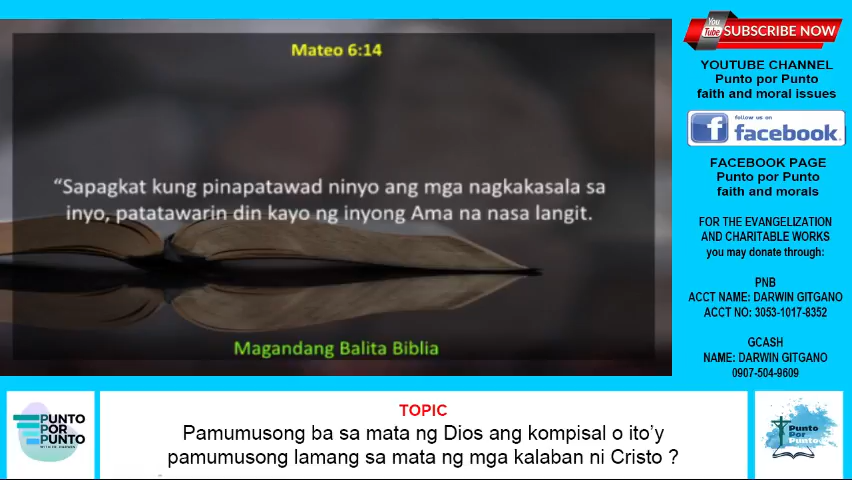 Mateo 6:14
“Sapagkat kung pinapatawad ninyo ang mga nagkakasala sa
inyo, patatawarin din kayo ng inyong Ama na nasa langit.
Magandang Balita Biblia
You
Tube
SUBSCRIBE NOW
YOUTUBE CHANNEL
Punto por Punto
faith and moral issues
follow us on
facebook
FACEBOOK PAGE
Punto por Punto
faith and morals
FOR THE EVANGELIZATION
AND CHARITABLE WORKS
you may donate through:
PNB
ACCT NAME: DARWIN GITGANO
ACCT NO: 3053-1017-8352
GCASH
NAME: DARWIN GITGANO
0907-504-9609
PUNTO
POR
PUNTO
TOPIC
Pamumusong ba sa mata ng Dios ang kompisal o ito’y
pamumusong lamang sa mata ng mga kalaban ni Cristo ?
Punto
Por
Punto